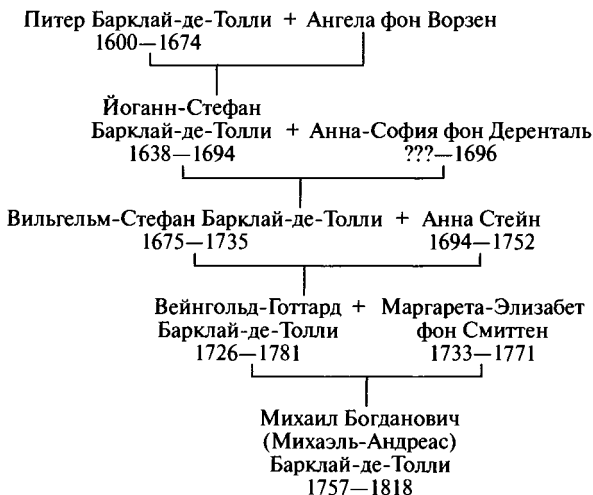 Питер Барклай-де-Толли + Ангела фон Ворзен
1600—1674
Йоганн-Стефан
Барклай-де-Толли + Анна-София фон Деренталь
1638—1694 ???—1696
Вильгельм-Стефан Барклай-де-Толли + Анна Стейн
1675—1735 1694—1752
Вейнгольд-Готтард + Маргарета-Элизабет
Барклай-де-Толли фон Смиттен
1726—1781 1733—1771
Михаил Богданович
(Михаэль-Андреас)
Барклай-де-Толли
1757—1818